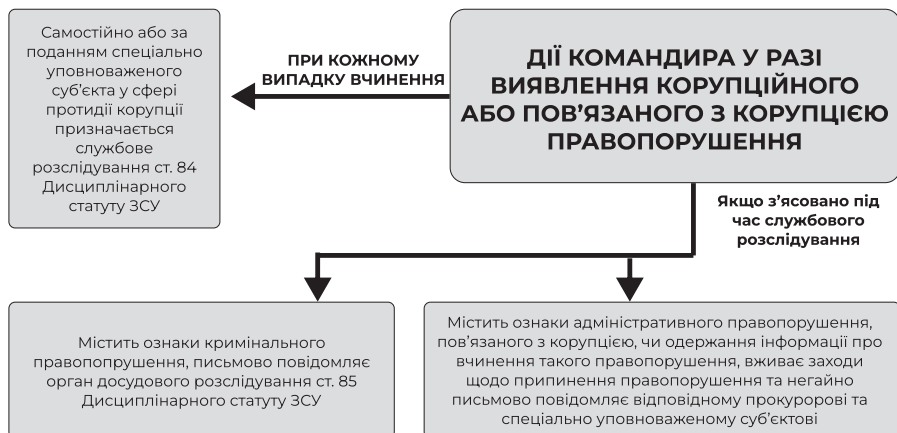 Самостійно або за
поданням спеціально
уповноваженого
суб’єкта у сфері
протидії корупції
призначається
службове
розслідування ст. 84
Дисциплінарного
статуту ЗСУ
ПРИ КОЖНОМУ
ВИПАДКУ ВЧИНЕННЯ
ДІЇ КОМАНДИРА У РАЗІ
ВИЯВЛЕННЯ КОРУПЦІЙНОГО
АБО ПОВ’ЯЗАНОГО З КОРУПЦІЄЮ
ПРАВОПОРУШЕННЯ
Якщо з’ясовано під
час службового
розслідування
Містить ознаки кримінального
правопопрушення, письмово повідомляє
орган досудового розслідування ст. 85
Дисциплінарного статуту ЗСУ
Містить ознаки адміністративного правопорушення,
пов’язаного з корупцією, чи одержання інформації про
вчинення такого правопорушення, вживає заходи
щодо припинення правопорушення та негайно
письмово повідомляє відповідному прокуророві та
спеціально уповноваженому суб’єктові